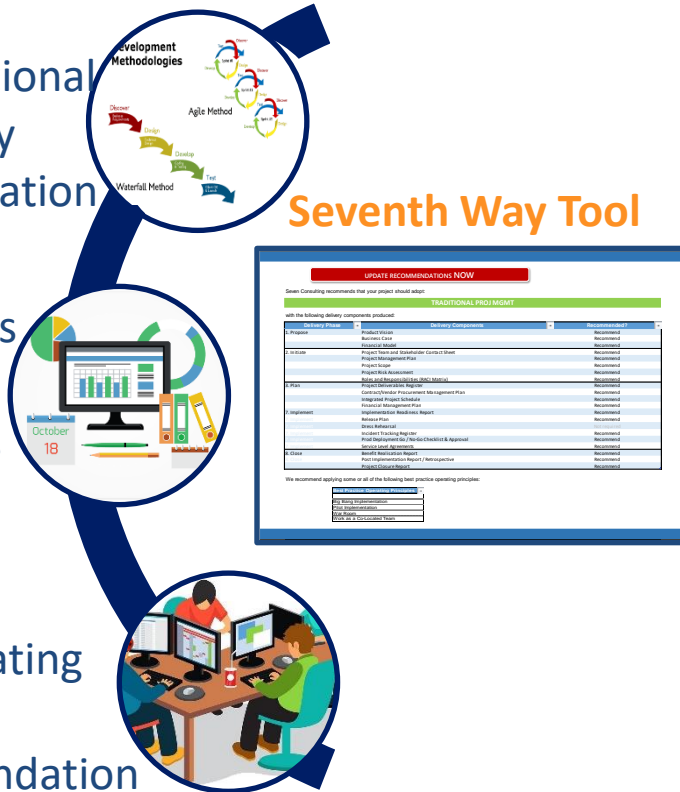 ional
y
ation
s
ating
ndation
evelopment
Methodologies
Agile Method
Discover
Design
Develop
Test
Waterfall Method
October
18
Seventh Way Tool
UPDATE RECOMMENDATIONS NOW
Seven Consulting recommends that your project should adopt:
TRADITIONAL PROJ MGMT
with the following delivery components produced:
Delivery Phase Delivery Components Recommended?
1. Propose Product Vision Recommend
Business Case Recommend
Financial Model Recommend
2. Initiate Project Team and Stakeholder Contact Sheet Recommend
Project Management Plan Recommend
Project Scope Recommend
Project Risk Assessment Recommend
Roles and Responsibilities (RACI Matrix) Recommend
3. Plan Project Deliverables Register Recommend
Contract/Vendor Procurement Management Plan Recommend
Integrated Project Schedule Recommend
Financial Management Plan Recommend
7. Implement Implementation Readiness Report Recommend
Release Plan Recommend
Dress Rehearsal
Incident Tracking Register Recommend
Prod Deployment Go / No-Go Checklist & Approval Recommend
Service Level Agreements Recommend
8. Close Benefit Realisation Report Recommend
Post Implementation Report / Retrospective Recommend
Project Closure Report Recommend
We recommend applying some or all of the following best practice operating principles:
Best Practice Operating Principles
Big Bang Implementation
Pilot Implementation
War Room
Work as a Co-Located Team